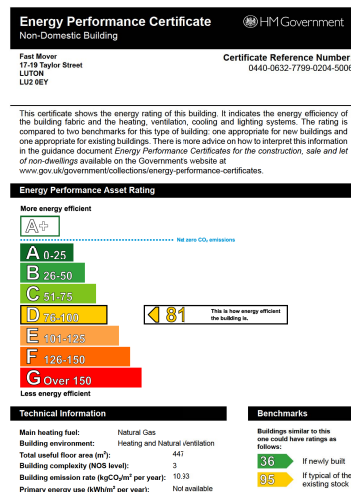 Energy Performance Certificate
HM Government
Non-Domestic Building
Fast Mover
17-19 Taylor Street
LUTON
LU2 0EY
Certificate Reference Number:
0440-0632-7799-0204-5006
This certificate shows the energy rating of this building. It indicates the energy efficiency of
the building fabric and the heating, ventilation, cooling and lighting systems. The rating is
compared to two benchmarks for this type of building: one appropriate for new buildings and
one appropriate for existing buildings. There is more advice on how to interpret this information
in the guidance document Energy Performance Certificates for the construction, sale and let
of non-dwellings available on the Governments website at
www.gov.uk/government/collections/energy-performance-certificates.
Energy Performance Asset Rating
More energy efficient
A+
Net zero CO₂ emissions
A 0-25
B 26-50
C 51-75
D 76-100
81
This is how energy efficient
the building is.
E 101-125
F 126-150
G Over 150
Less energy efficient
Technical Information
Main heating fuel: Natural Gas
Building environment: Heating and Natural Ventilation
Total useful floor area (m²): 447
Building complexity (NOS level): 3
Building emission rate (kgCO₂/m² per year): 10.93
Primary energy use (kWh/m² per year): Not available
Benchmarks
Buildings similar to this
one could have ratings as
follows:
36 If newly built
95 If typical of the
existing stock